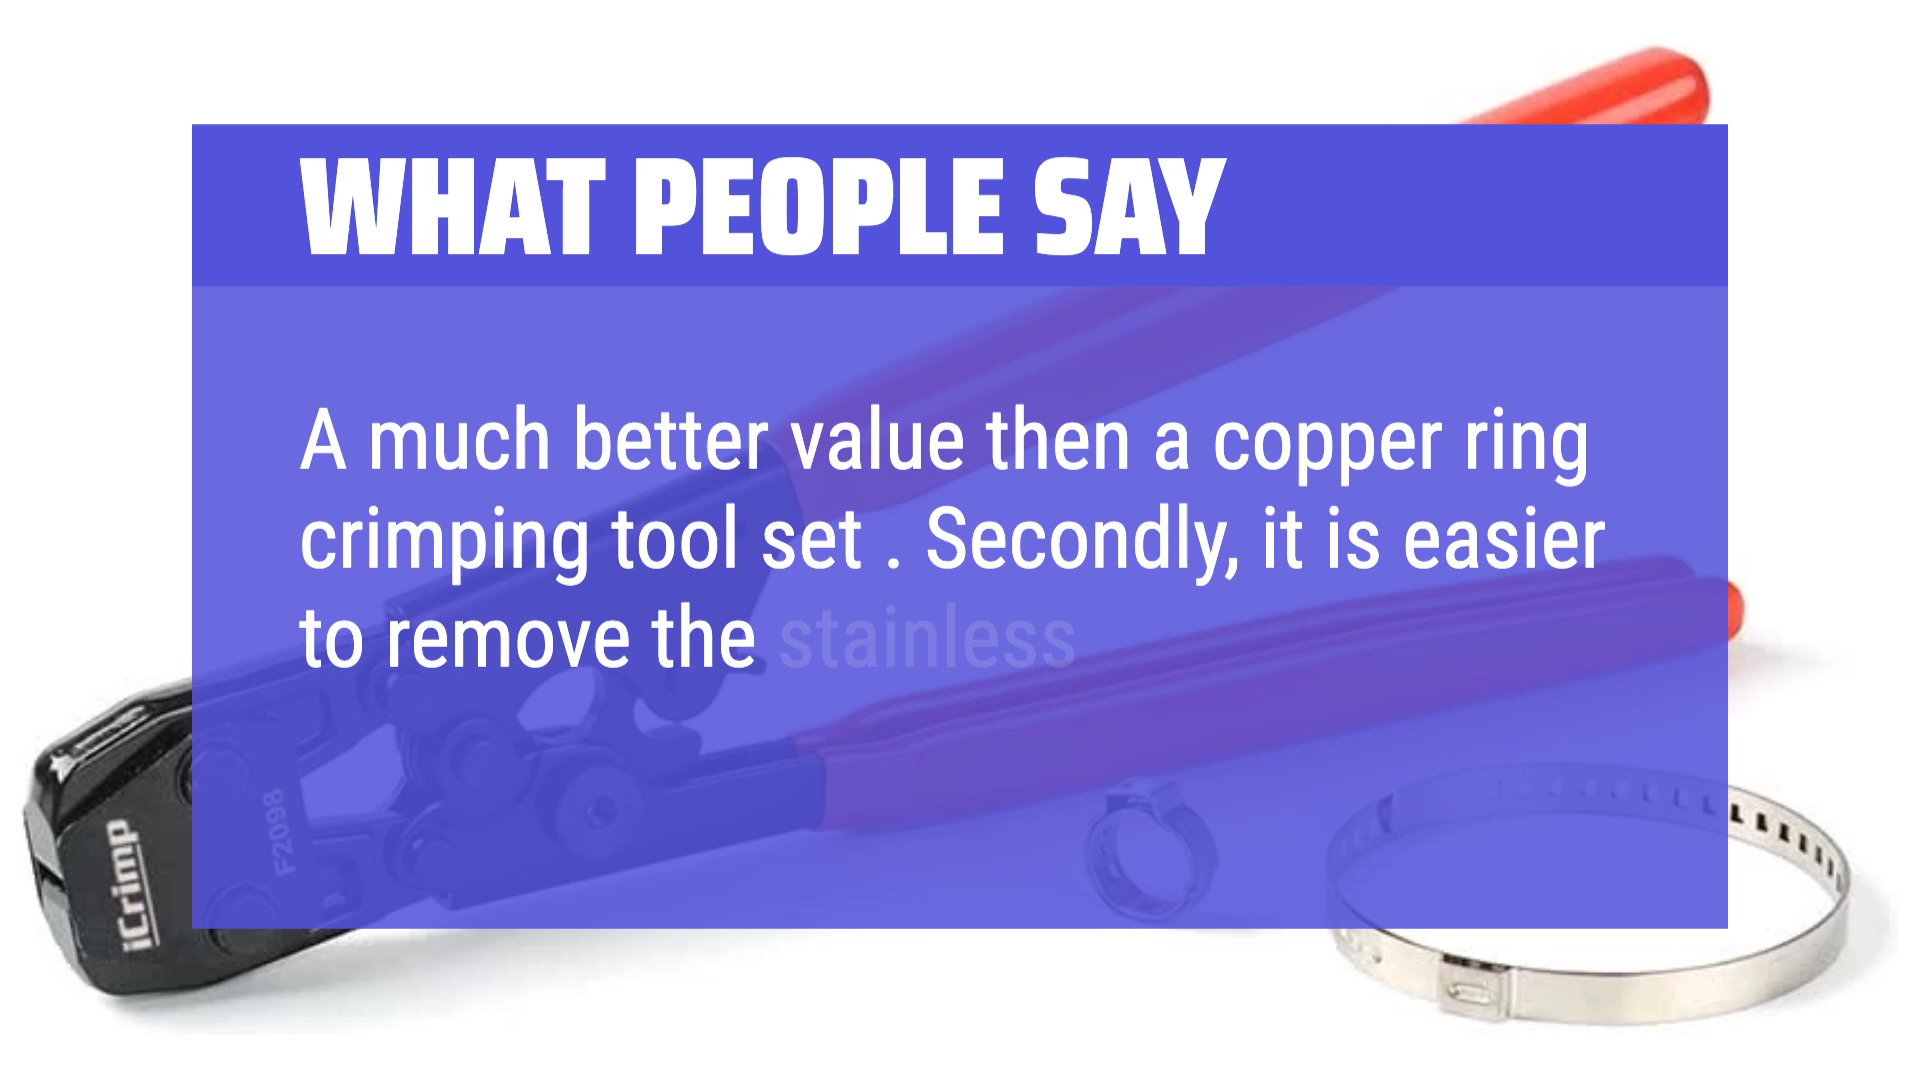 WHAT PEOPLE SAY
A much better value then a copper ring
crimping tool set . Secondly, it is easier
to remove the stainless
F2098
iCrimp